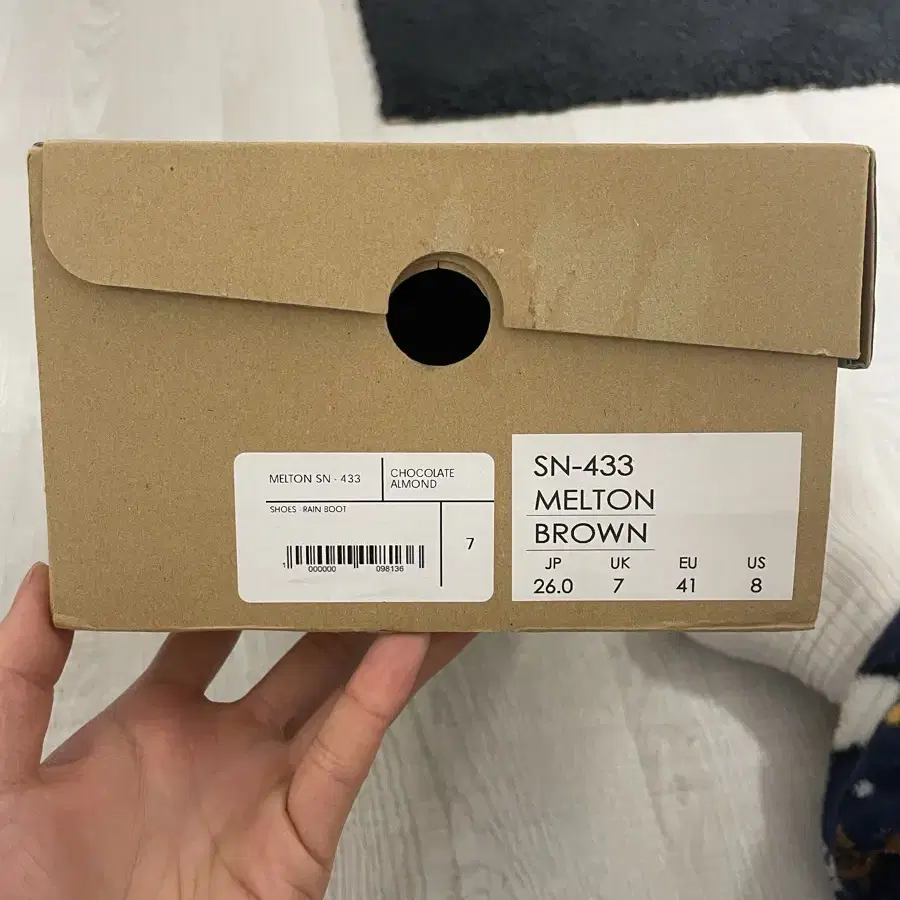 MELTON SN - 433
CHOCOLATE
ALMOND
SHOES RAIN BOOT
7
1 000000 098136
SN-433
MELTON
BROWN
JP UK EU US
26.0 7 41 8